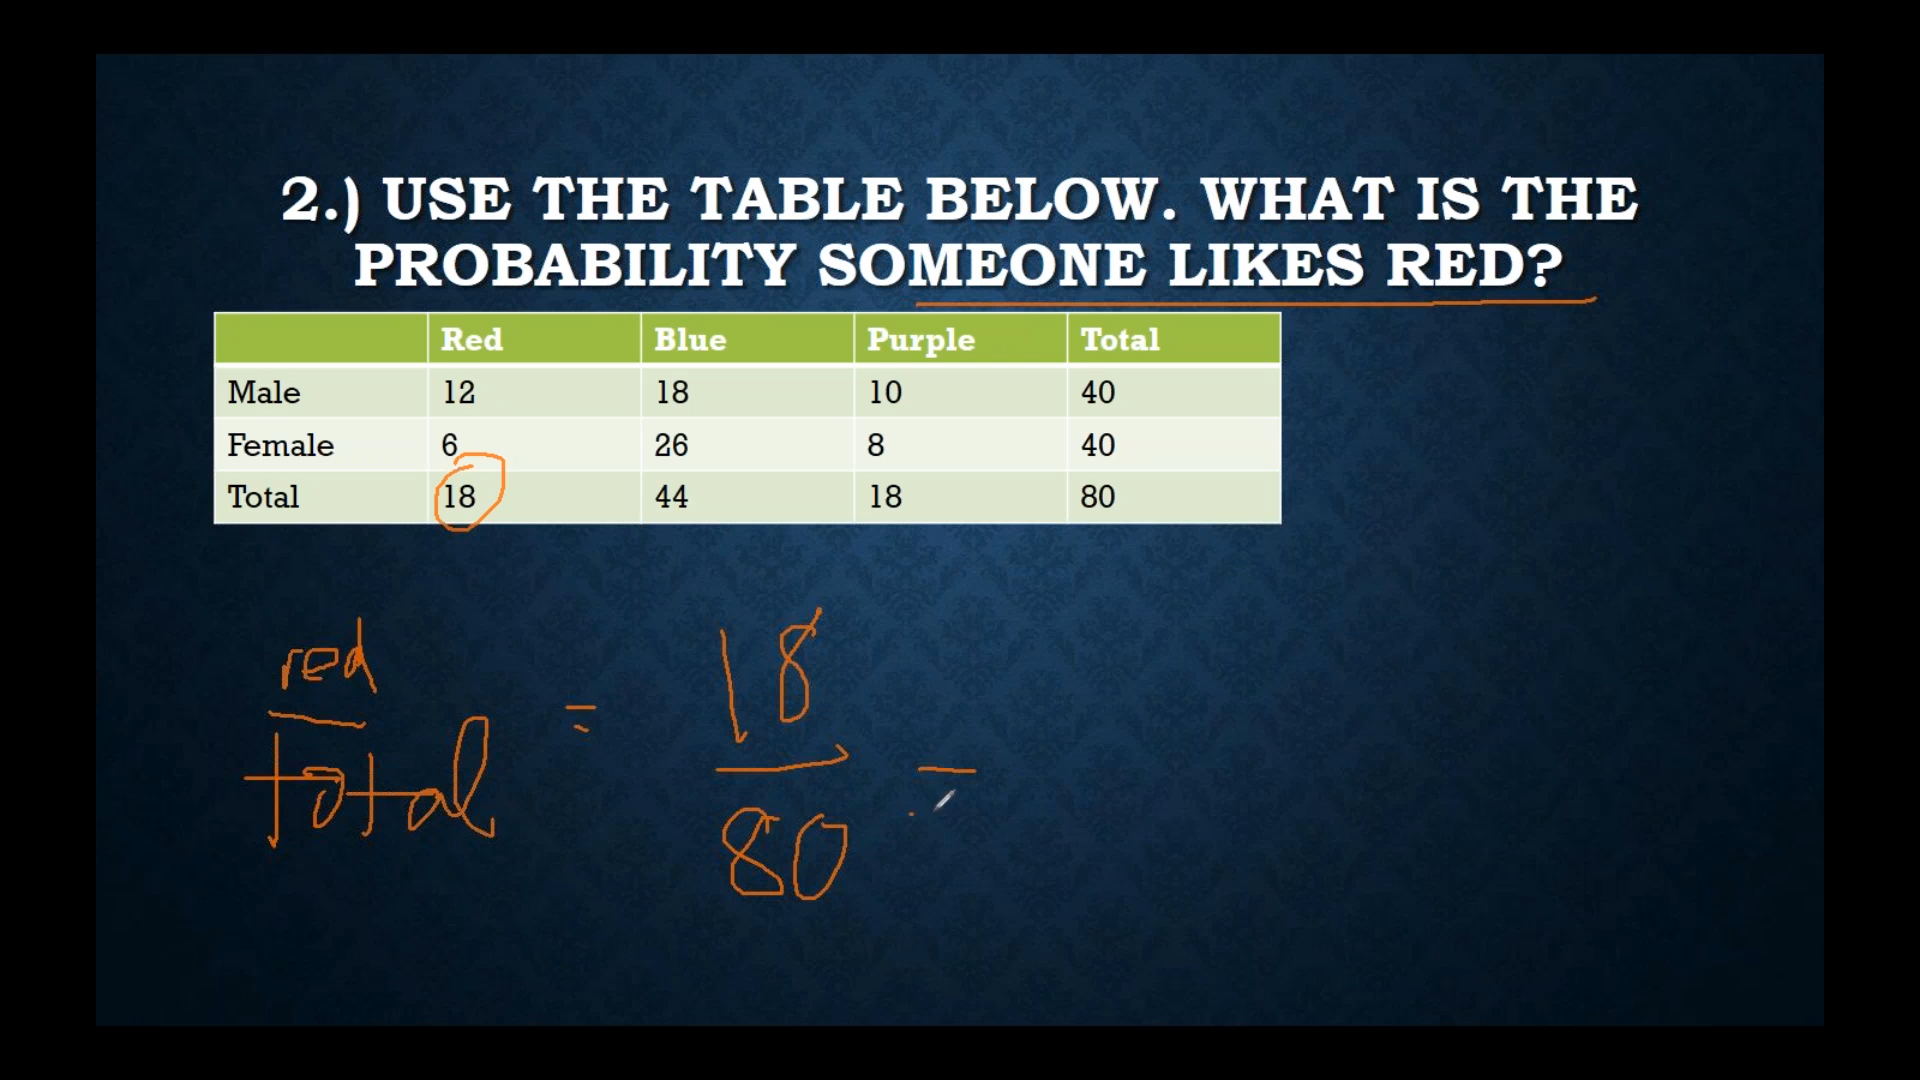 2.) USE THE TABLE BELOW. WHAT IS THE
PROBABILITY SOMEONE LIKES RED?
Red Blue Purple Total
Male 12 18 10 40
Female 6 26 8 40
Total 18 44 18 80
red
total
=
18
80